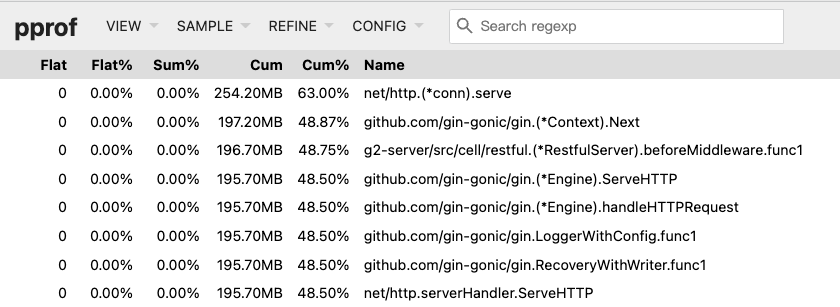 pprof VIEW SAMPLE REFINE CONFIG Search regexp
Flat Flat% Sum% Cum Cum% Name
0 0.00% 0.00% 254.20MB 63.00% net/http.(*conn).serve
0 0.00% 0.00% 197.20MB 48.87% github.com/gin-gonic/gin.(*Context).Next
0 0.00% 0.00% 196.70MB 48.75% g2-server/src/cell/restful.(*RestfulServer).beforeMiddleware.func1
0 0.00% 0.00% 195.70MB 48.50% github.com/gin-gonic/gin.(*Engine).ServeHTTP
0 0.00% 0.00% 195.70MB 48.50% github.com/gin-gonic/gin.(*Engine).handleHTTPRequest
0 0.00% 0.00% 195.70MB 48.50% github.com/gin-gonic/gin.LoggerWithConfig.func1
0 0.00% 0.00% 195.70MB 48.50% github.com/gin-gonic/gin.RecoveryWithWriter.func1
0 0.00% 0.00% 195.70MB 48.50% net/http.serverHandler.ServeHTTP